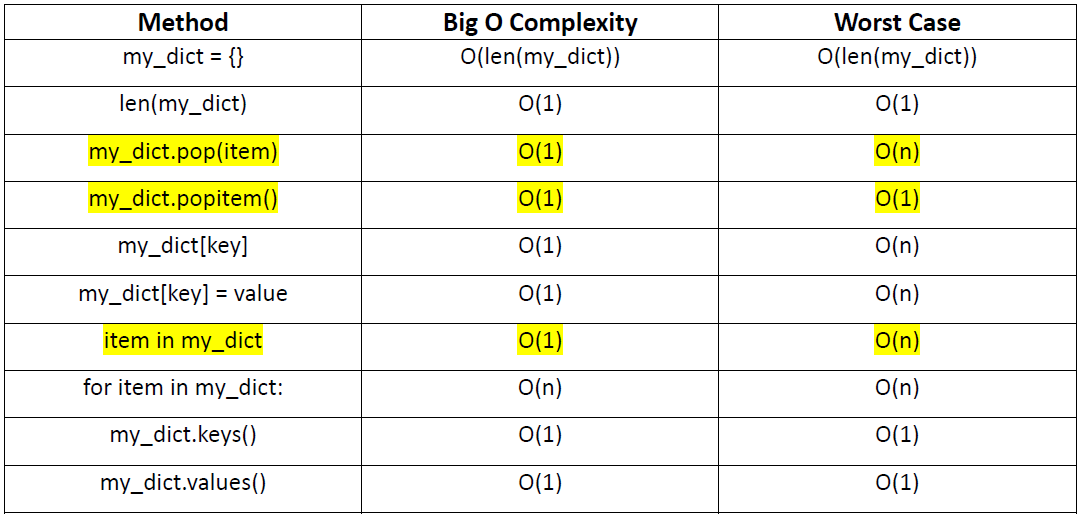 Method Big O Complexity Worst Case
my_dict = {} O(len(my_dict)) O(len(my_dict))
len(my_dict) O(1) O(1)
my_dict.pop(item) O(1) O(n)
my_dict.popitem() O(1) O(1)
my_dict[key] O(1) O(n)
my_dict[key] = value O(1) O(n)
item in my_dict O(1) O(n)
for item in my_dict: O(n) O(n)
my_dict.keys() O(1) O(1)
my_dict.values() O(1) O(1)